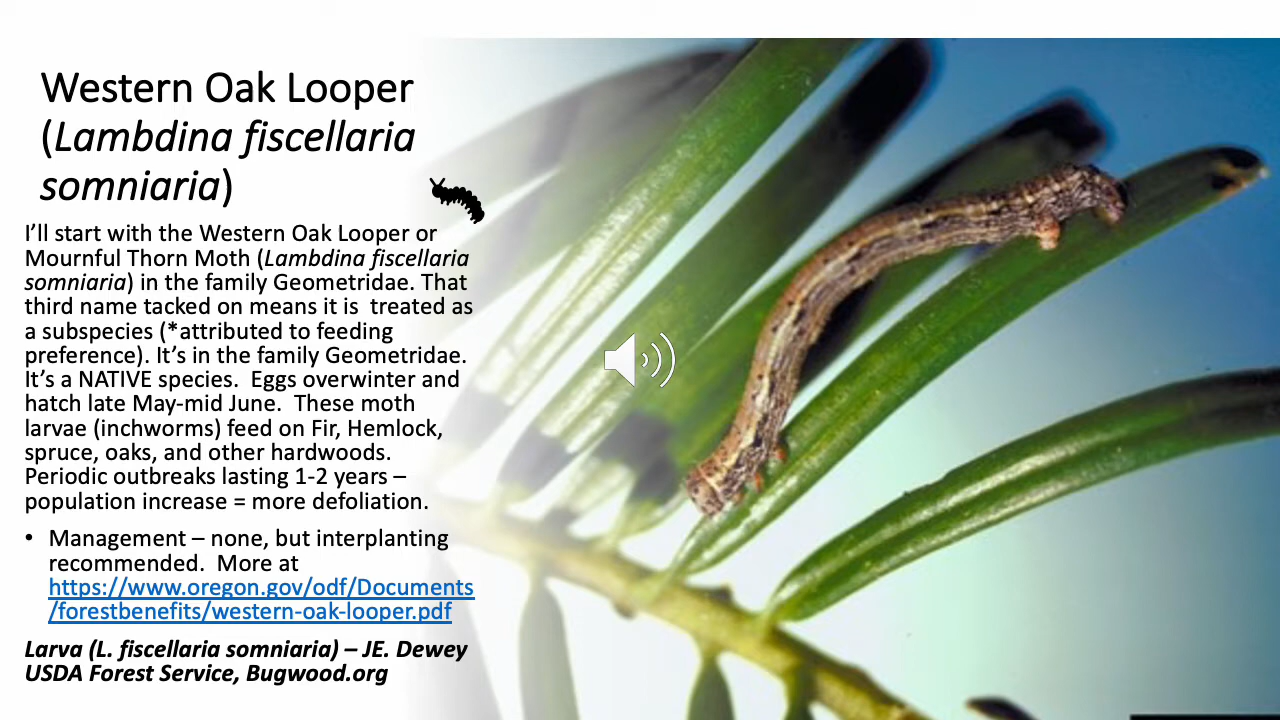 Western Oak Looper
(Lambdina fiscellaria
somniaria)
I'll start with the Western Oak Looper or
Mournful Thorn Moth (Lambdina fiscellaria
somniaria) in the family Geometridae. That
third name tacked on means it is  treated as
a subspecies (*attributed to feeding
preference). It's in the family Geometridae.
It's a NATIVE species.  Eggs overwinter and
hatch late May-mid June.  These moth
larvae (inchworms) feed on Fir, Hemlock,
spruce, oaks, and other hardwoods.
Periodic outbreaks lasting 1-2 years –
population increase = more defoliation.
• Management – none, but interplanting
recommended.  More at
https://www.oregon.gov/odf/Documents
/forestbenefits/western-oak-looper.pdf
Larva (L. fiscellaria somniaria) – JE. Dewey
USDA Forest Service, Bugwood.org